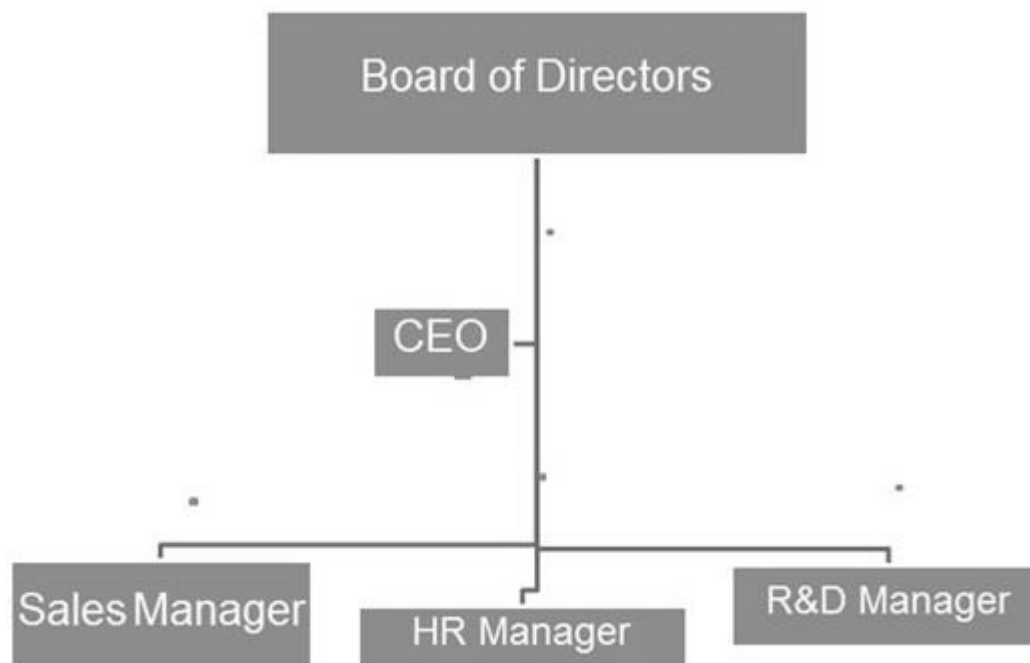 Board of Directors
CEO
Sales Manager
HR Manager
R&D Manager